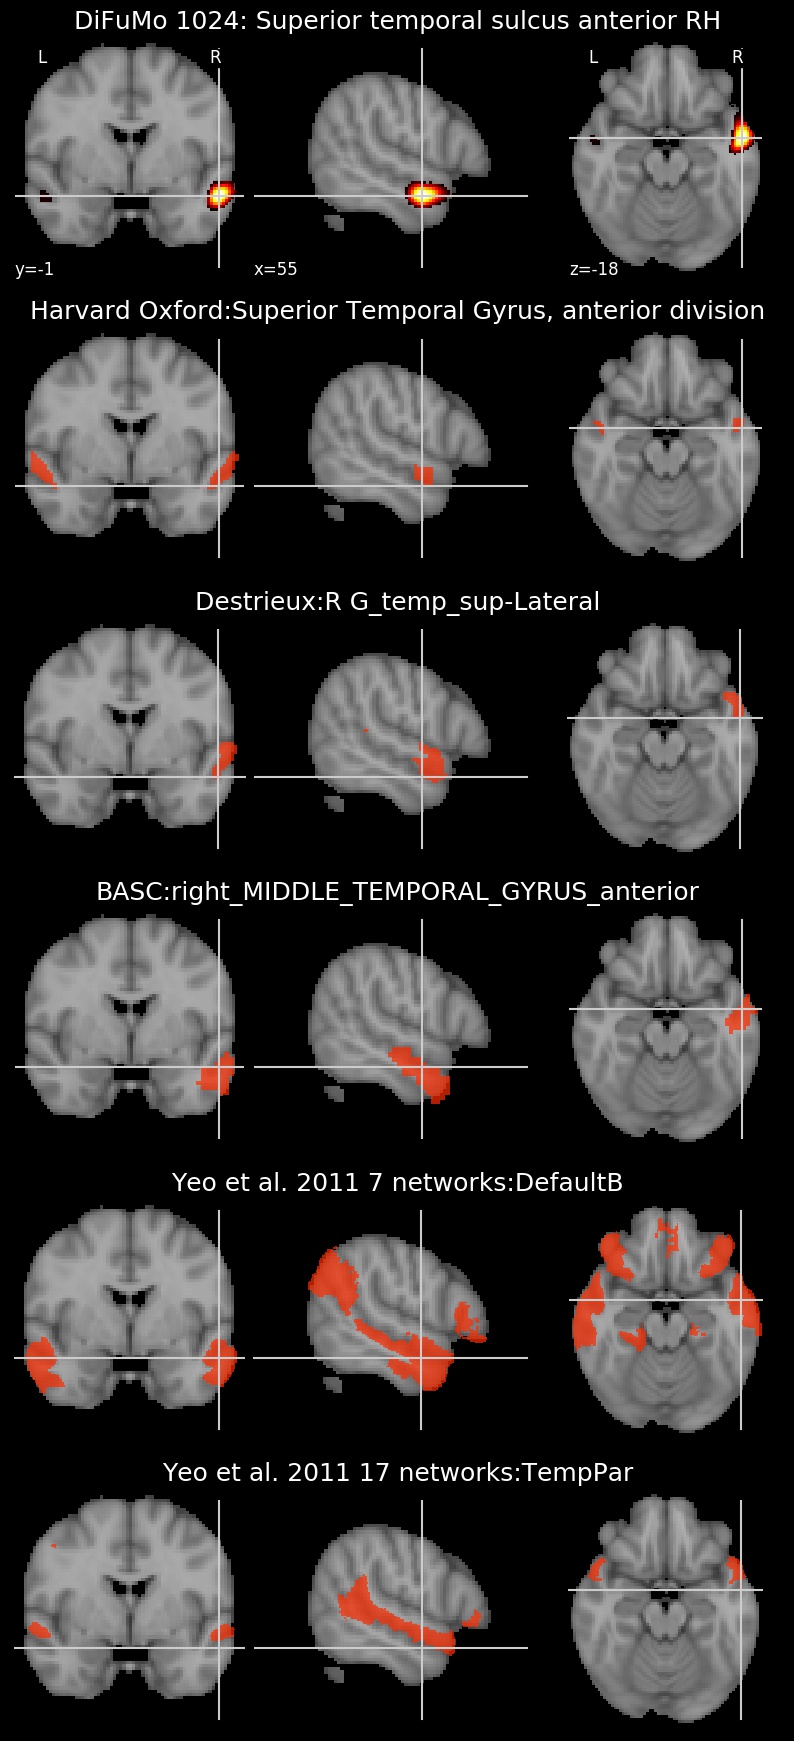 DiFuMo 1024: Superior temporal sulcus anterior RH
L R L R
y=-1 x=55 z=-18
Harvard Oxford:Superior Temporal Gyrus, anterior division
Destrieux:R G_temp_sup-Lateral
BASC:right_MIDDLE_TEMPORAL_GYRUS_anterior
Yeo et al. 2011 7 networks:DefaultB
Yeo et al. 2011 17 networks:TempPar